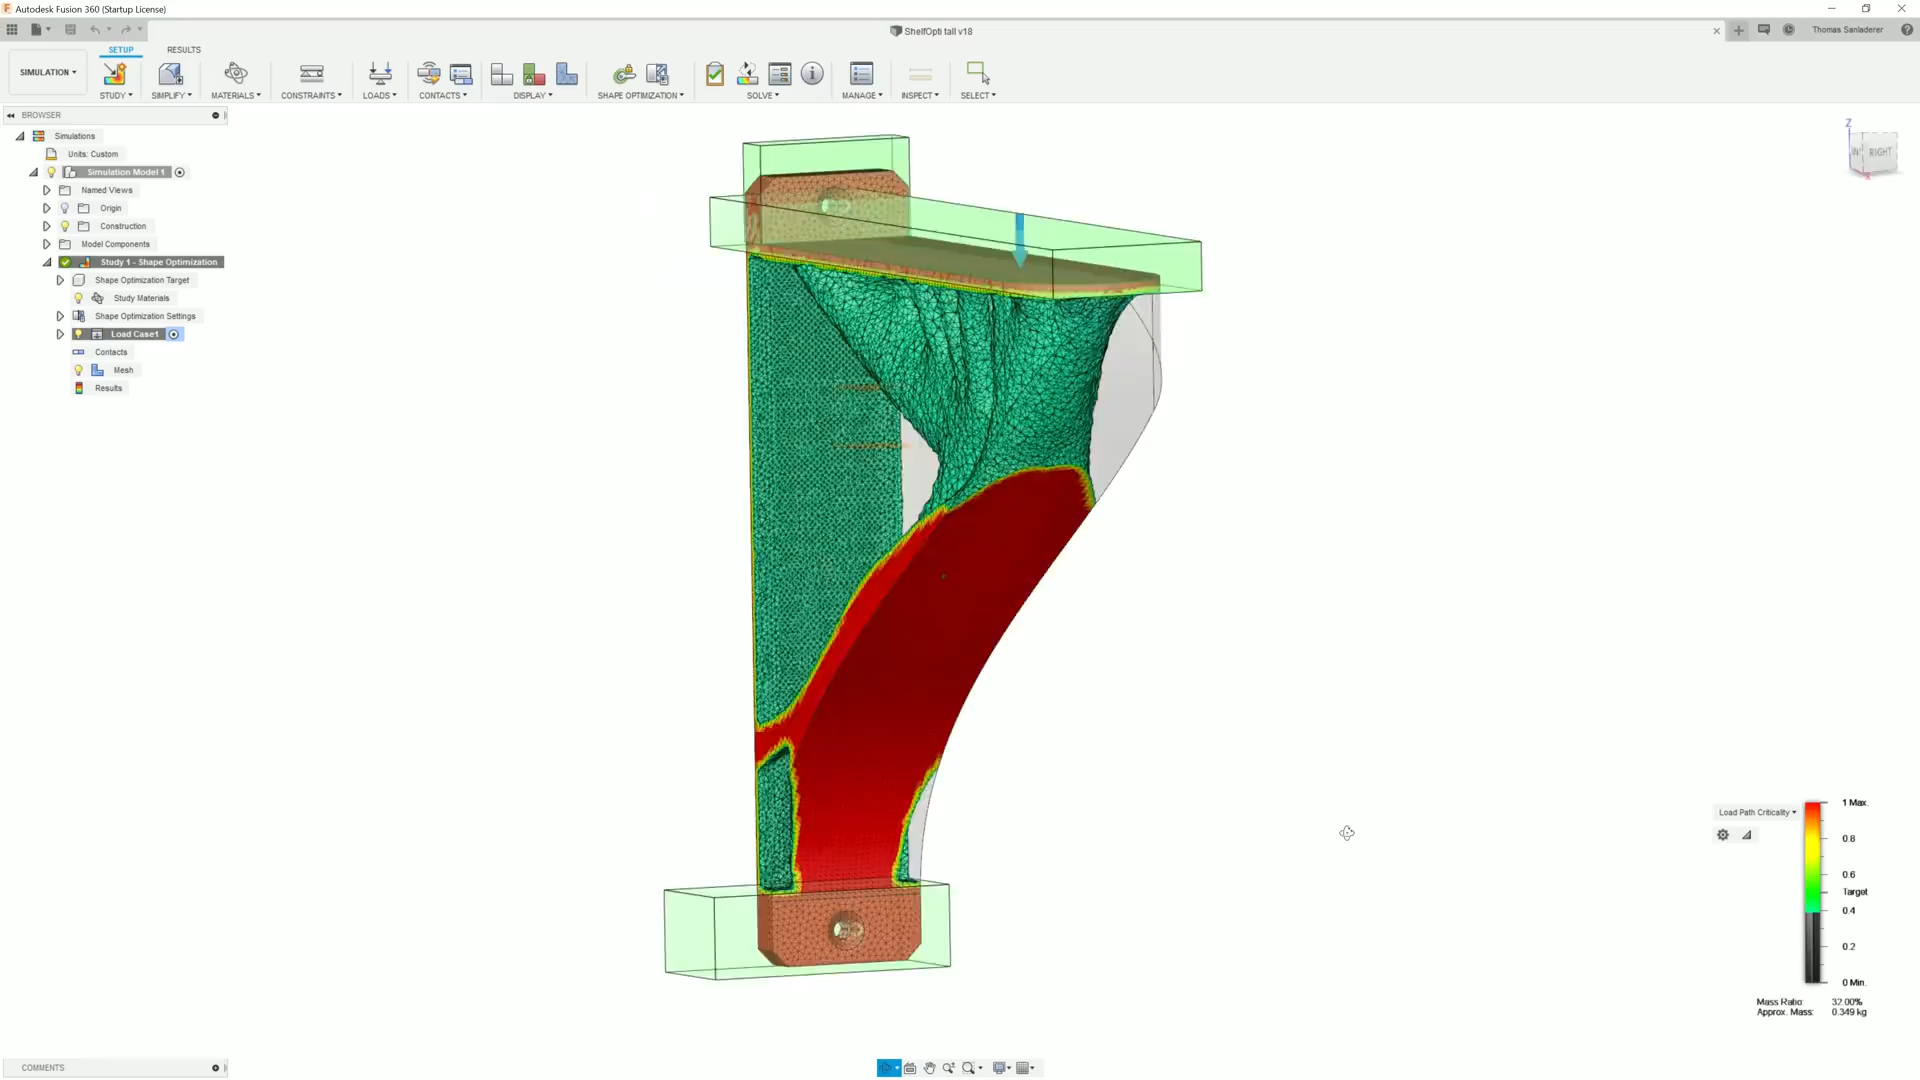 Autodesk Fusion 360 (Startup License)
ShelfOpti tall v18
Thomas Sanladerer
SETUP
RESULTS
SIMULATION
STUDY
SIMPLIFY
MATERIALS
CONSTRAINTS
LOADS
CONTACTS
DISPLAY
SHAPE OPTIMIZATION
SOLVE
MANAGE
INSPECT
SELECT
BROWSER
Simulations
Units: Custom
Simulation Model 1
Named Views
Origin
Construction
Model Components
Study 1 - Shape Optimization
Shape Optimization Target
Study Materials
Shape Optimization Settings
Load Case1
Contacts
Mesh
Results
Z
RIGHT
X
Load Path Criticality
1 Max.
0.8
0.6
Target
0.4
0.2
0 Min.
Mass Ratio: 32.00%
Approx. Mass: 0.349 kg
COMMENTS